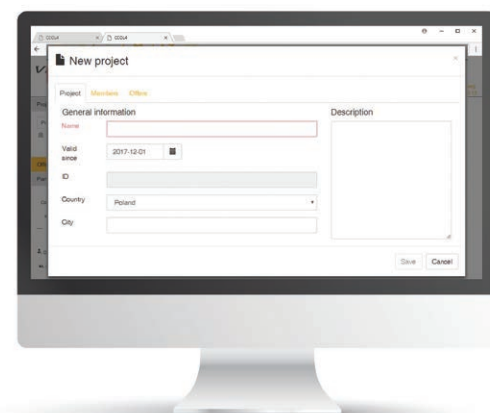 New project
×
Project Members Offers
General information
Description
Name
Valid since
2017-12-01
ID
Country
Poland
City
Save Cancel